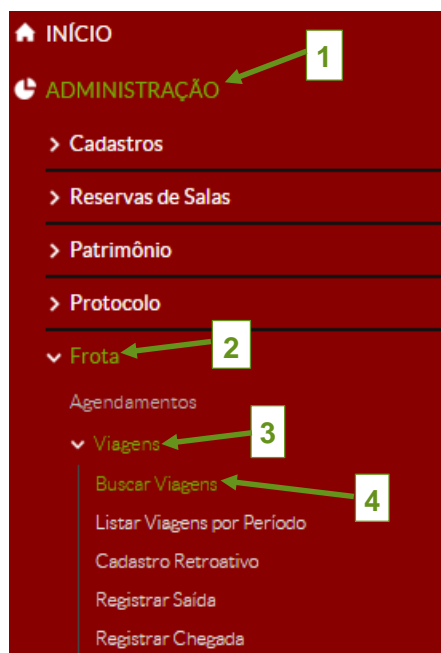 INÍCIO
1
ADMINISTRAÇÃO
Cadastros
Reservas de Salas
Patrimônio
Protocolo
Frota 2
Agendamentos
Viagens 3
Buscar Viagens 4
Listar Viagens por Período
Cadastro Retroativo
Registrar Saída
Registrar Chegada